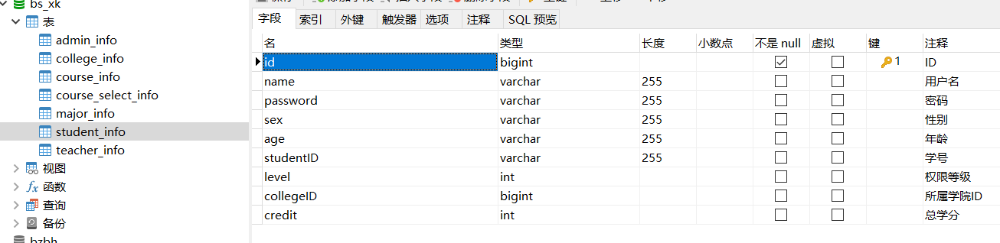 bs_xk
表
admin_info
college_info
course_info
course_select_info
major_info
student_info
teacher_info
视图
函数
查询
备份
字段 索引 外键 触发器 选项 注释 SQL 预览
名 类型 长度 小数点 不是 null 虚拟 键 注释
id bigint 1 ID
name varchar 255 用户名
password varchar 255 密码
sex varchar 255 性别
age varchar 255 年龄
studentID varchar 255 学号
level int 权限等级
collegeID bigint 所属学院ID
credit int 总学分